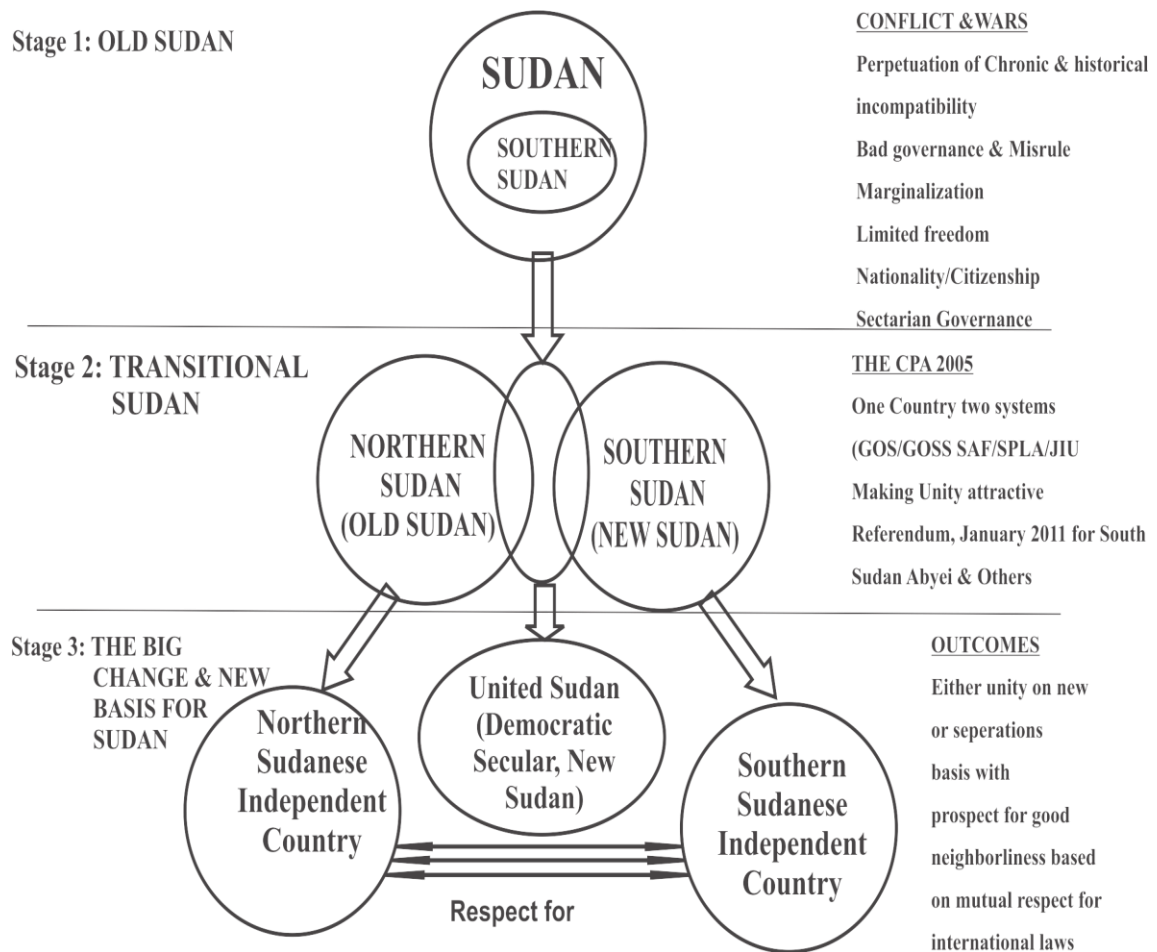 Stage 1: OLD SUDAN
SUDAN
SOUTHERN
SUDAN
CONFLICT &WARS
Perpetuation of Chronic & historical
incompatibility
Bad governance & Misrule
Marginalization
Limited freedom
Nationality/Citizenship
Sectarian Governance
Stage 2: TRANSITIONAL
SUDAN
NORTHERN
SUDAN
(OLD SUDAN)
SOUTHERN
SUDAN
(NEW SUDAN)
THE CPA 2005
One Country two systems
(GOS/GOSS SAF/SPLA/JIU
Making Unity attractive
Referendum, January 2011 for South
Sudan Abyei & Others
Stage 3: THE BIG
CHANGE & NEW
BASIS FOR
SUDAN
Northern
Sudanese
Independent
Country
United Sudan
(Democratic
Secular, New
Sudan)
Southern
Sudanese
Independent
Country
Respect for
OUTCOMES
Either unity on new
or seperations
basis with
prospect for good
neighborliness based
on mutual respect for
international laws